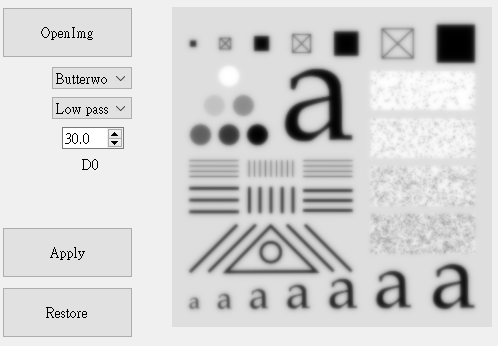 OpenImg
Butterwo
Low pass
30.0
D0
Apply
Restore
a
a a a a a a a